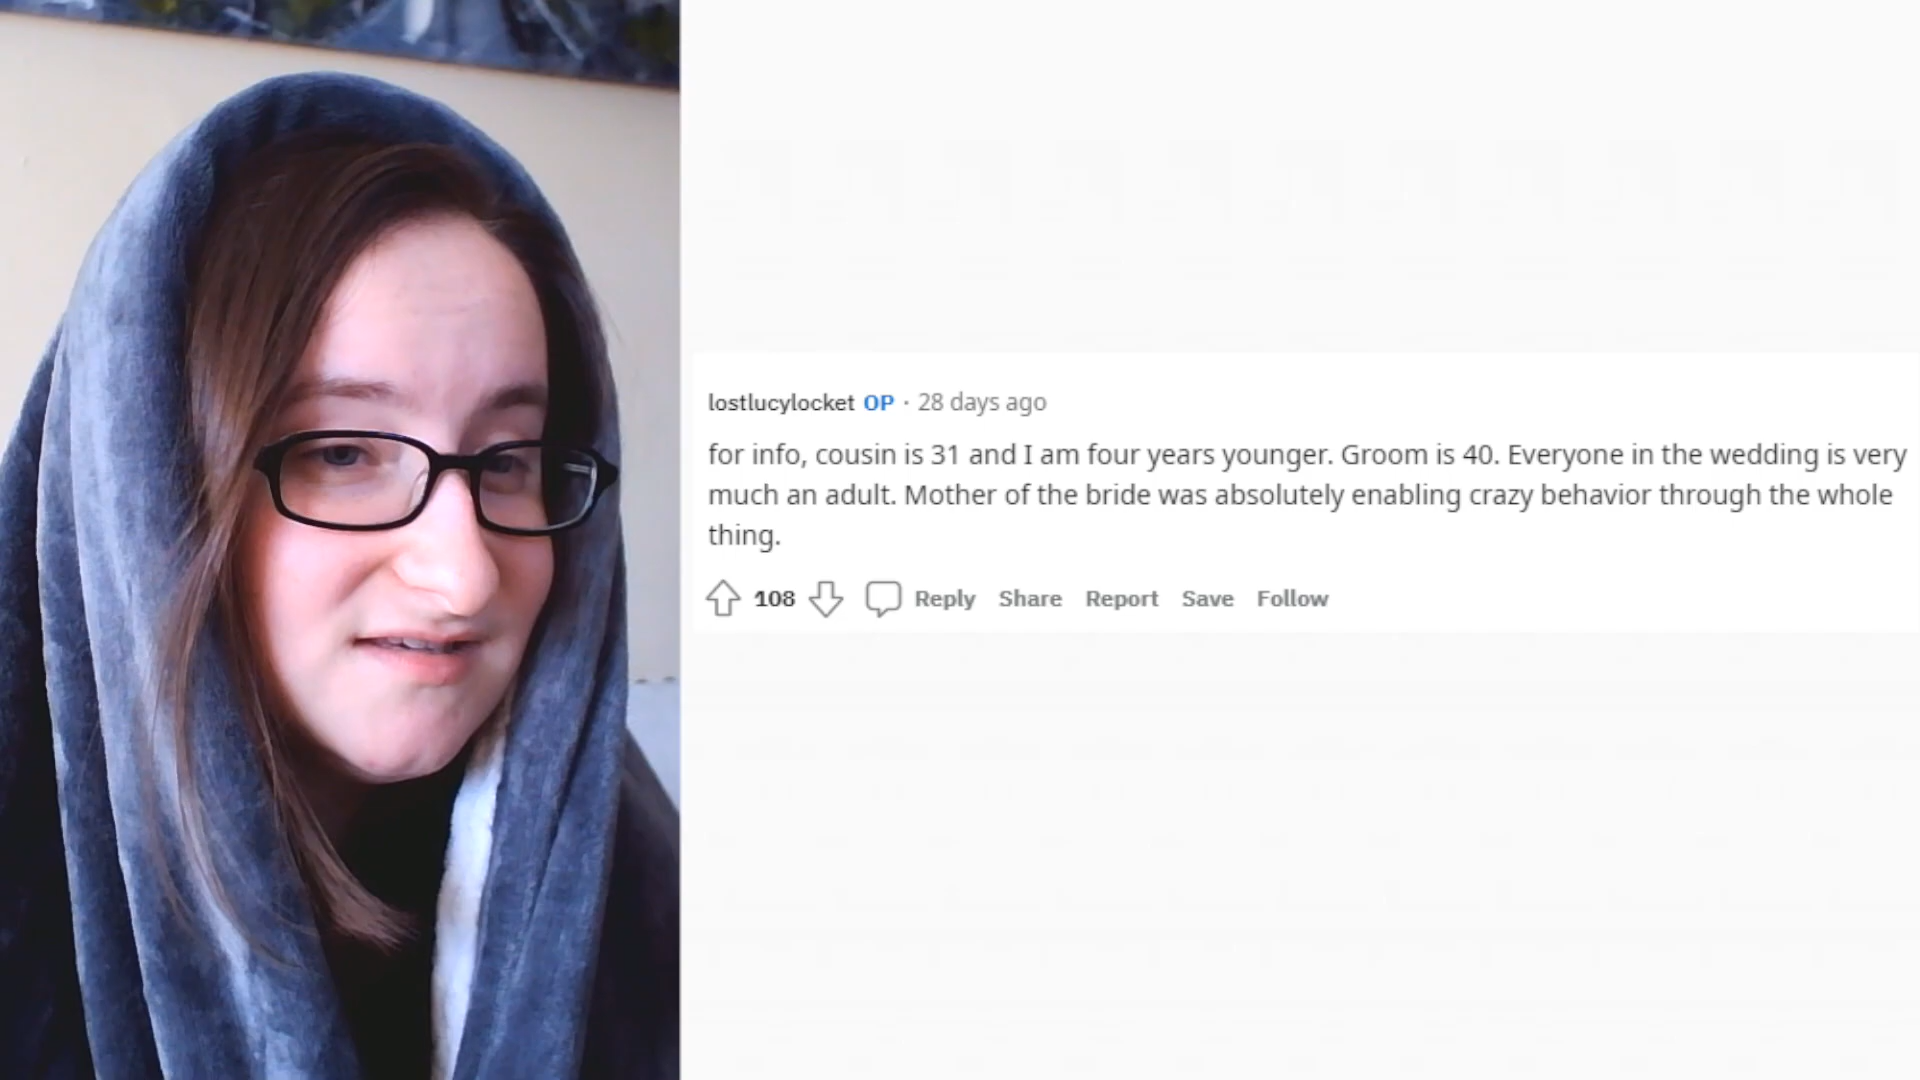 lostlucylocket OP · 28 days ago
for info, cousin is 31 and I am four years younger. Groom is 40. Everyone in the wedding is very
much an adult. Mother of the bride was absolutely enabling crazy behavior through the whole
thing.
108 Reply Share Report Save Follow